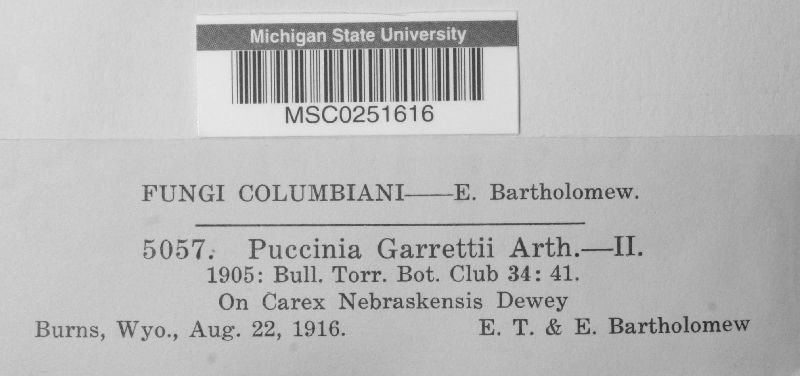 Michigan State University
MSC0251616
FUNGI COLUMBIANI——E. Bartholomew.
5057. Puccinia Garrettii Arth.—II.
1905: Bull. Torr. Bot. Club 34: 41.
On Carex Nebraskensis Dewey
Burns, Wyo., Aug. 22, 1916. E. T. & E. Bartholomew